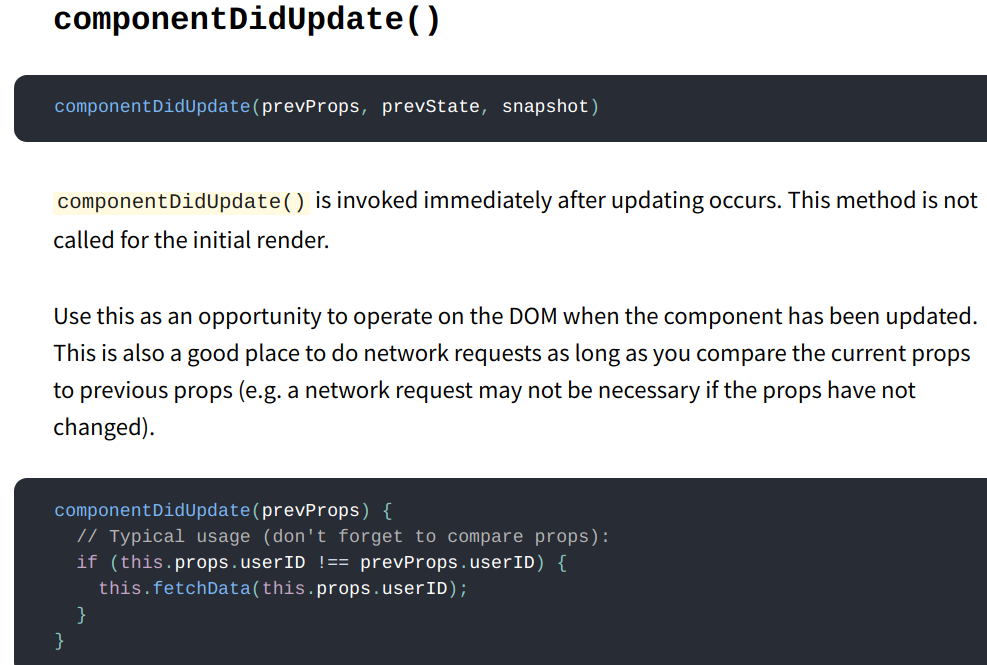 componentDidUpdate()
componentDidUpdate(prevProps, prevState, snapshot)
componentDidUpdate() is invoked immediately after updating occurs. This method is not
called for the initial render.
Use this as an opportunity to operate on the DOM when the component has been updated.
This is also a good place to do network requests as long as you compare the current props
to previous props (e.g. a network request may not be necessary if the props have not
changed).
componentDidUpdate(prevProps) {
  // Typical usage (don't forget to compare props):
  if (this.props.userID !== prevProps.userID) {
    this.fetchData(this.props.userID);
  }
}